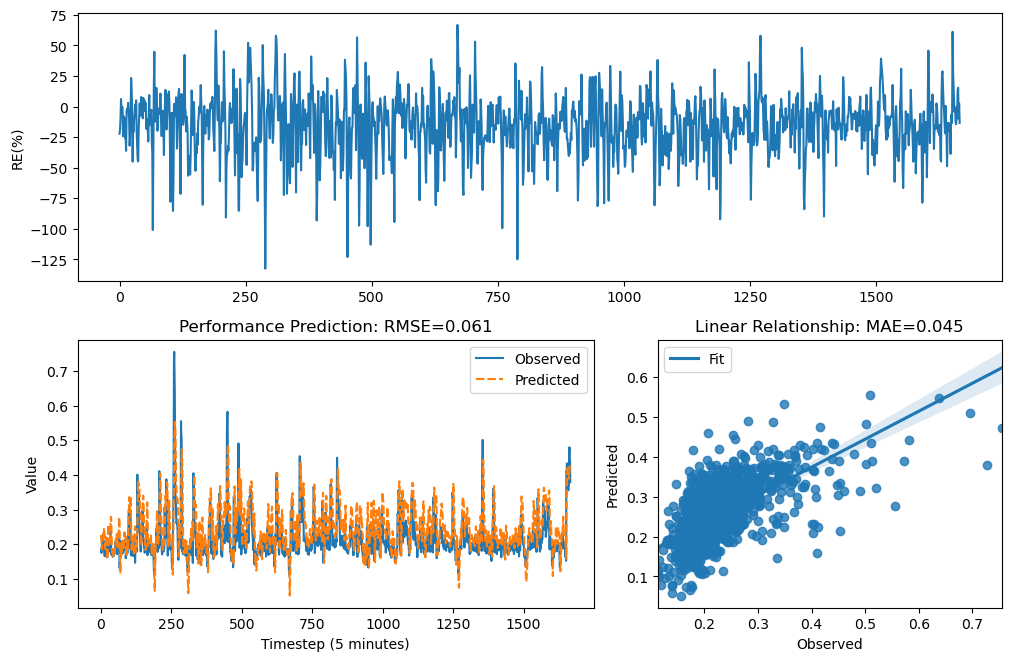 75
50
25
0
−25
−50
−75
−100
−125
RE(%)
0 250 500 750 1000 1250 1500
Performance Prediction: RMSE=0.061
Observed
Predicted
0.7
0.6
0.5
0.4
0.3
0.2
0.1
Value
0 250 500 750 1000 1250 1500
Timestep (5 minutes)
Linear Relationship: MAE=0.045
Fit
0.6
0.5
0.4
0.3
0.2
0.1
Predicted
0.2 0.3 0.4 0.5 0.6 0.7
Observed